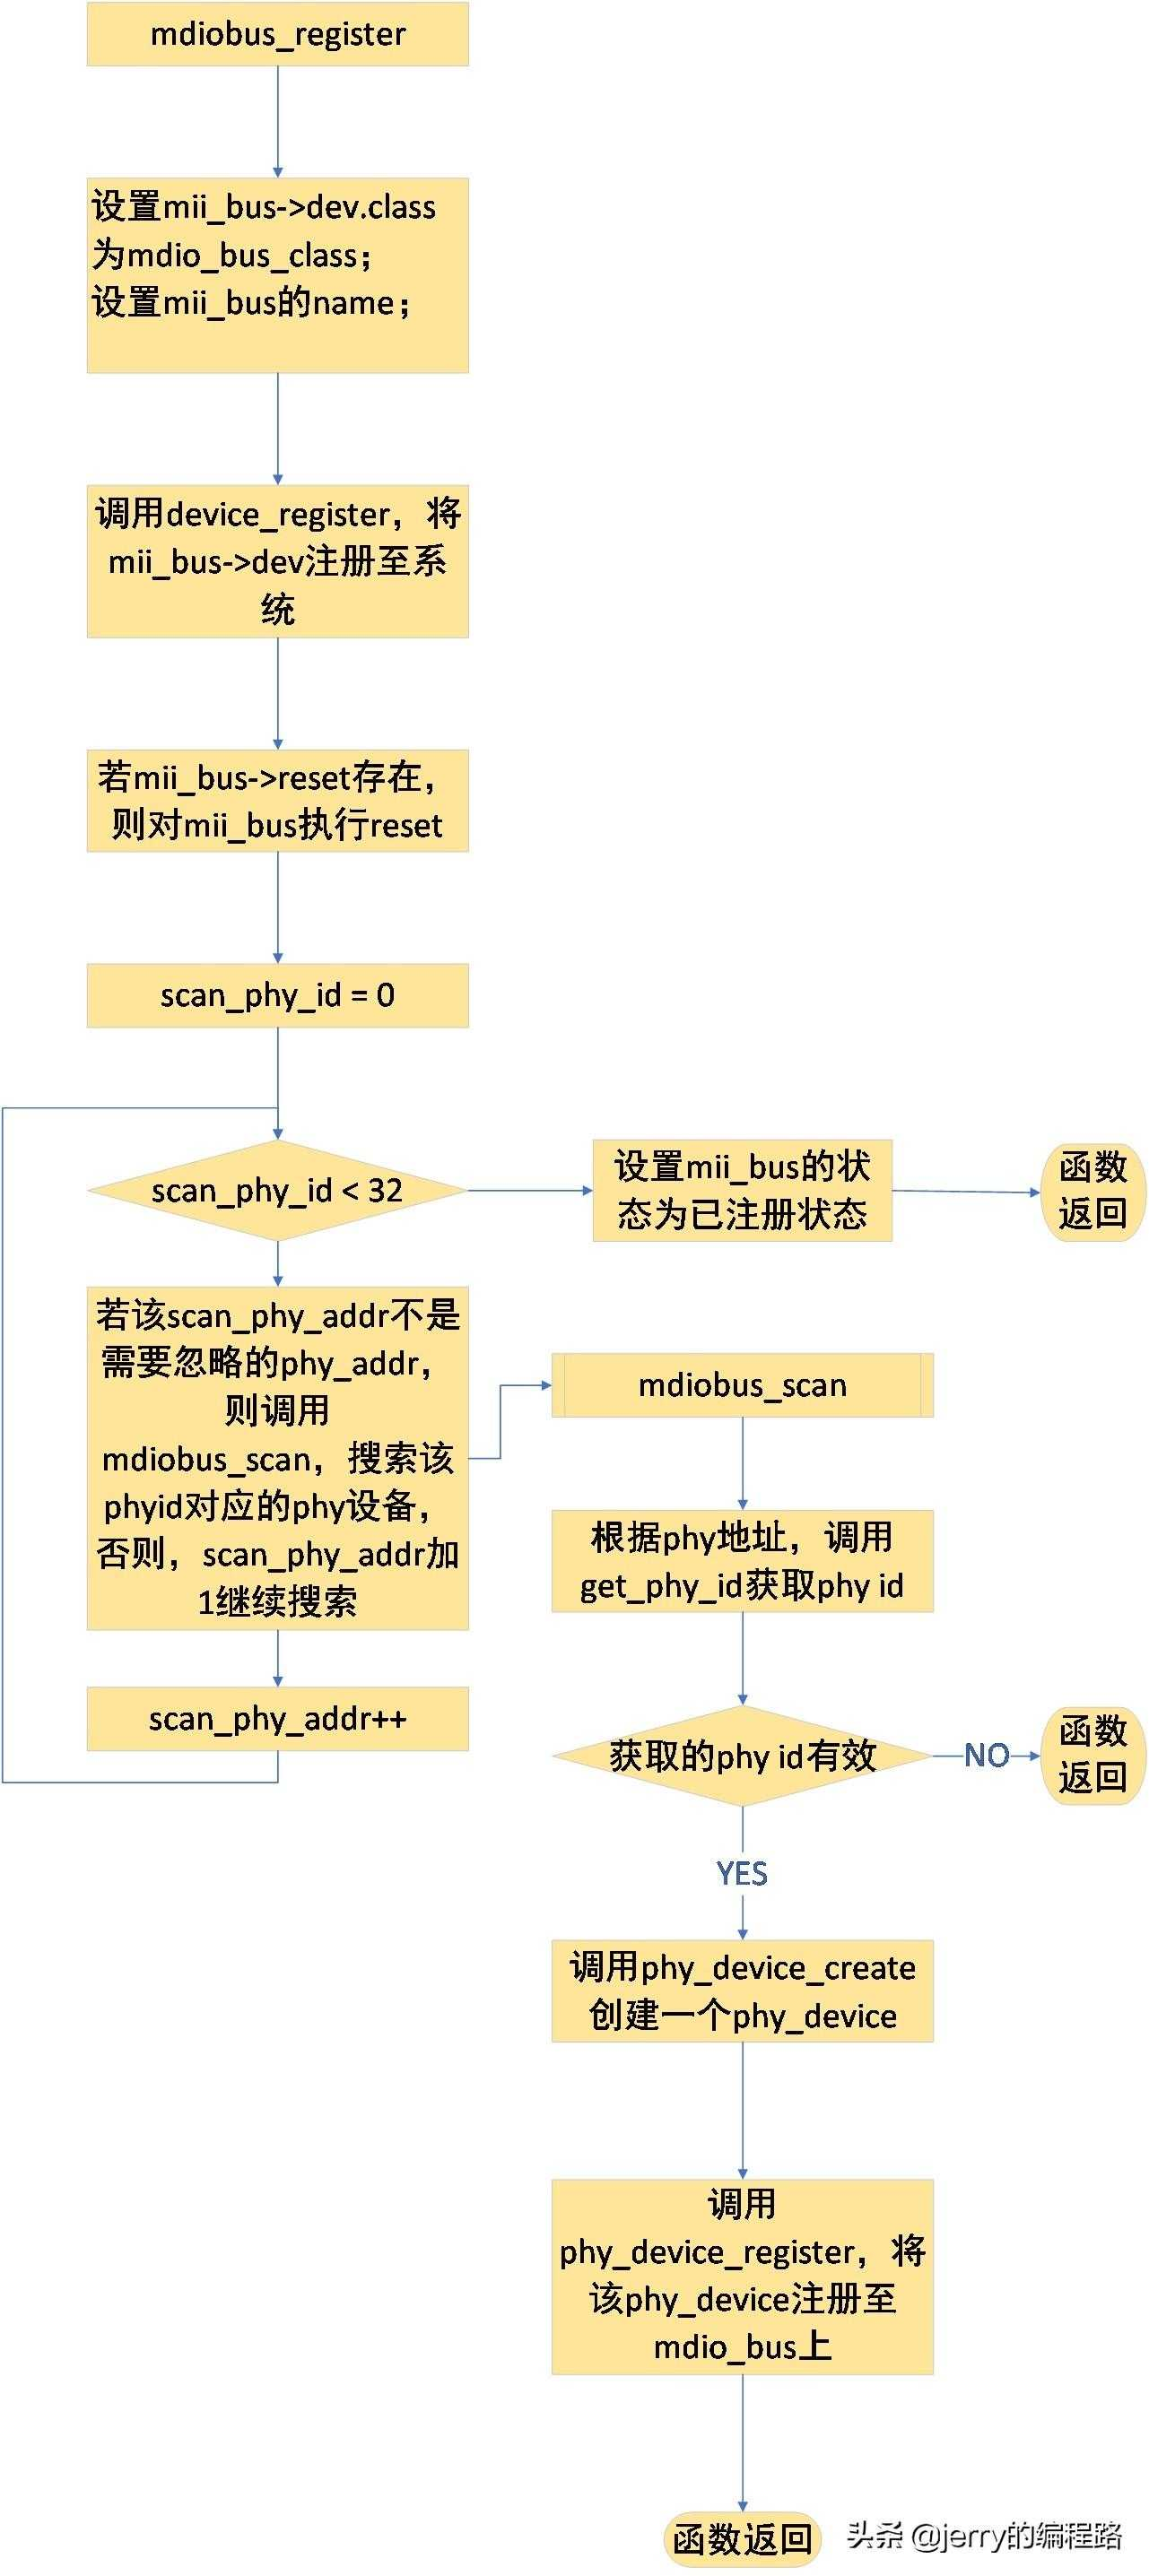 mdiobus_register
设置mii_bus->dev.class
为mdio_bus_class；
设置mii_bus的name；
调用device_register，将
mii_bus->dev注册至系
统
若mii_bus->reset存在，
则对mii_bus执行reset
scan_phy_id = 0
scan_phy_id < 32
设置mii_bus的状
态为已注册状态
函数
返回
若该scan_phy_addr不是
需要忽略的phy_addr，
则调用
mdiobus_scan，搜索该
phyid对应的phy设备，
否则，scan_phy_addr加
1继续搜索
scan_phy_addr++
mdiobus_scan
根据phy地址，调用
get_phy_id获取phy id
获取的phy id有效
NO
函数
返回
YES
调用phy_device_create
创建一个phy_device
调用
phy_device_register，将
该phy_device注册至
mdio_bus上
函数返回
头条 @jerry的编程路